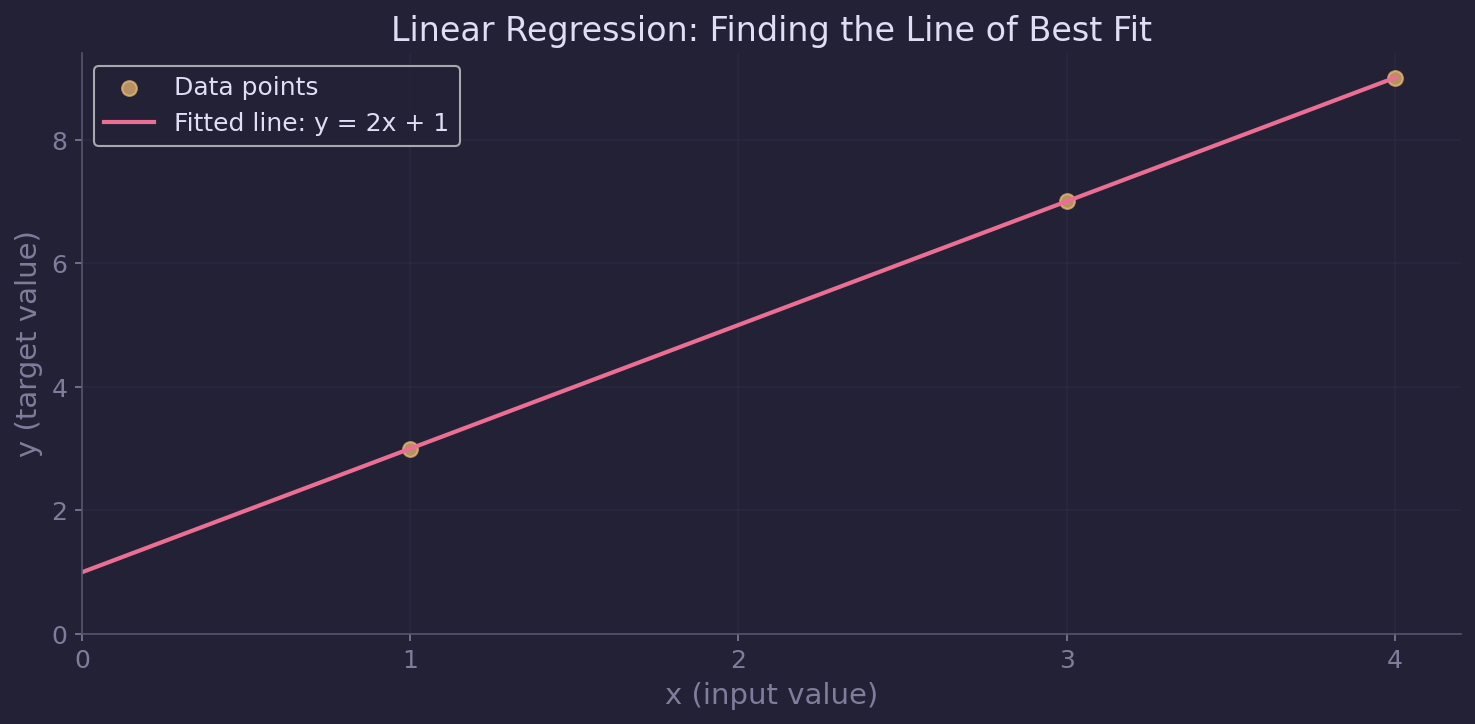 Linear Regression: Finding the Line of Best Fit
Data points
Fitted line: y = 2x + 1
y (target value)
8
6
4
2
0
0 1 2 3 4
x (input value)